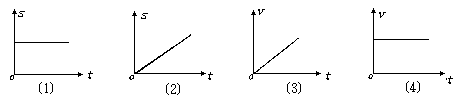 s s v v
o t o t o t o t
(1) (2) (3) (4)